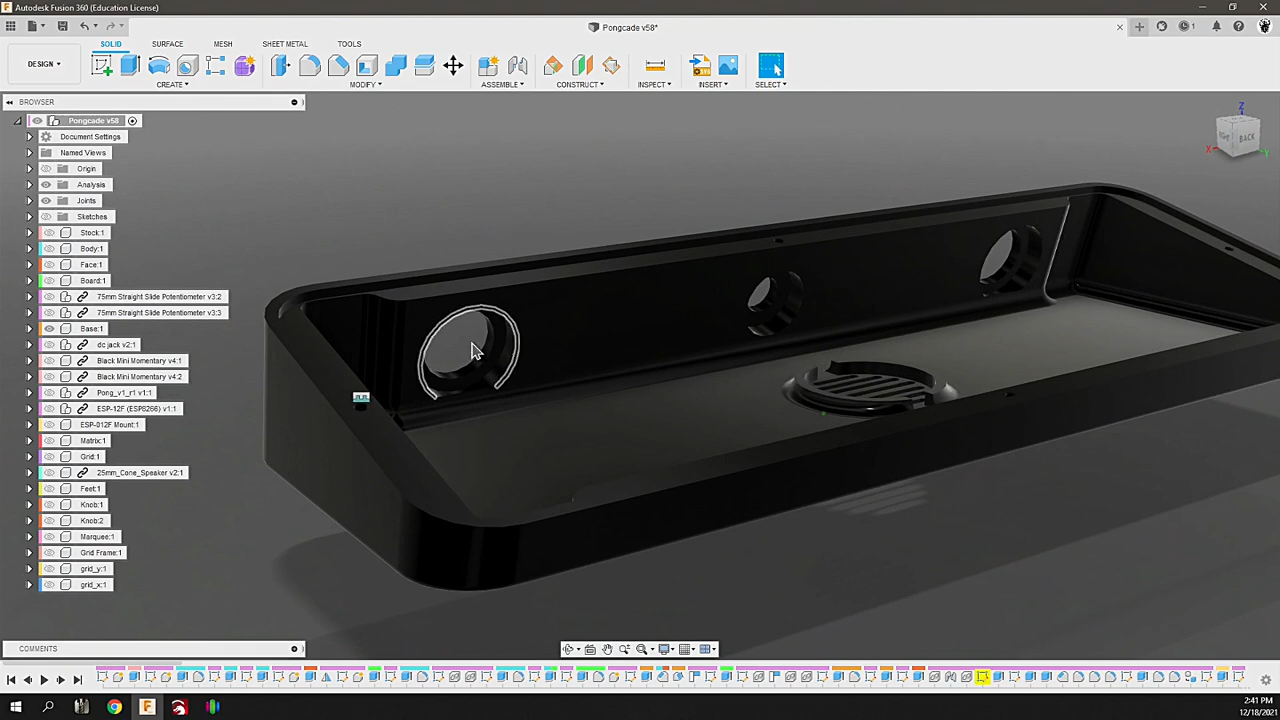 Autodesk Fusion 360 (Education License)
Pongcade v58*
1
SOLID SURFACE MESH SHEET METAL TOOLS
DESIGN
CREATE MODIFY ASSEMBLE CONSTRUCT INSPECT INSERT SELECT
BROWSER
Pongcade v58
Document Settings
Named Views
Origin
Analysis
Joints
Sketches
Stock:1
Body:1
Face:1
Board:1
75mm Straight Slide Potentiometer v3:2
75mm Straight Slide Potentiometer v3:3
Base:1
dc jack v2:1
Black Mini Momentary v4:1
Black Mini Momentary v4:2
Pong_v1_r1 v1:1
ESP-12F (ESP8266) v1:1
ESP-012F Mount:1
Matrix:1
Grid:1
25mm_Cone_Speaker v2:1
Feet:1
Knob:1
Knob:2
Marquee:1
Grid Frame:1
grid_y:1
grid_x:1
Z
RIGHT BACK
X Y
COMMENTS
2:41 PM
12/18/2021